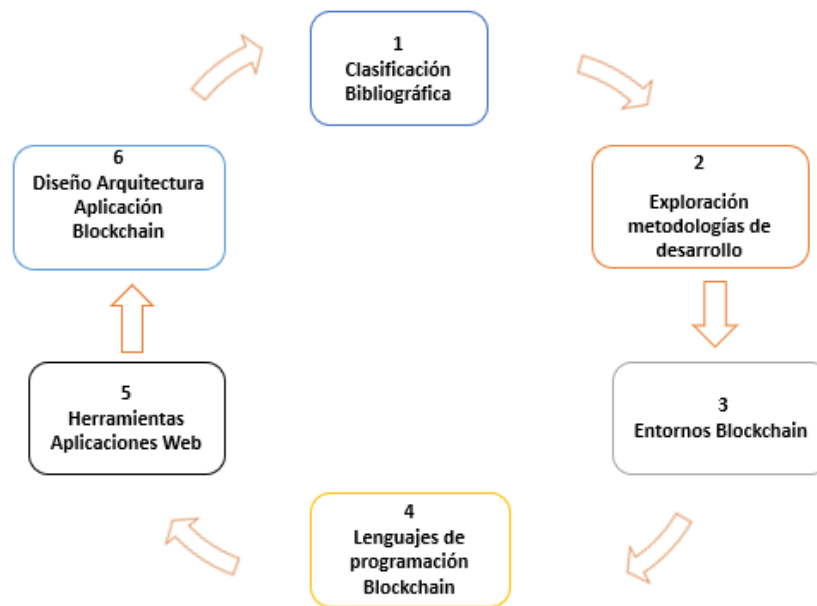 1
Clasificación
Bibliográfica
2
Exploración
metodologías de
desarrollo
3
Entornos Blockchain
4
Lenguajes de
programación
Blockchain
5
Herramientas
Aplicaciones Web
6
Diseño Arquitectura
Aplicación
Blockchain